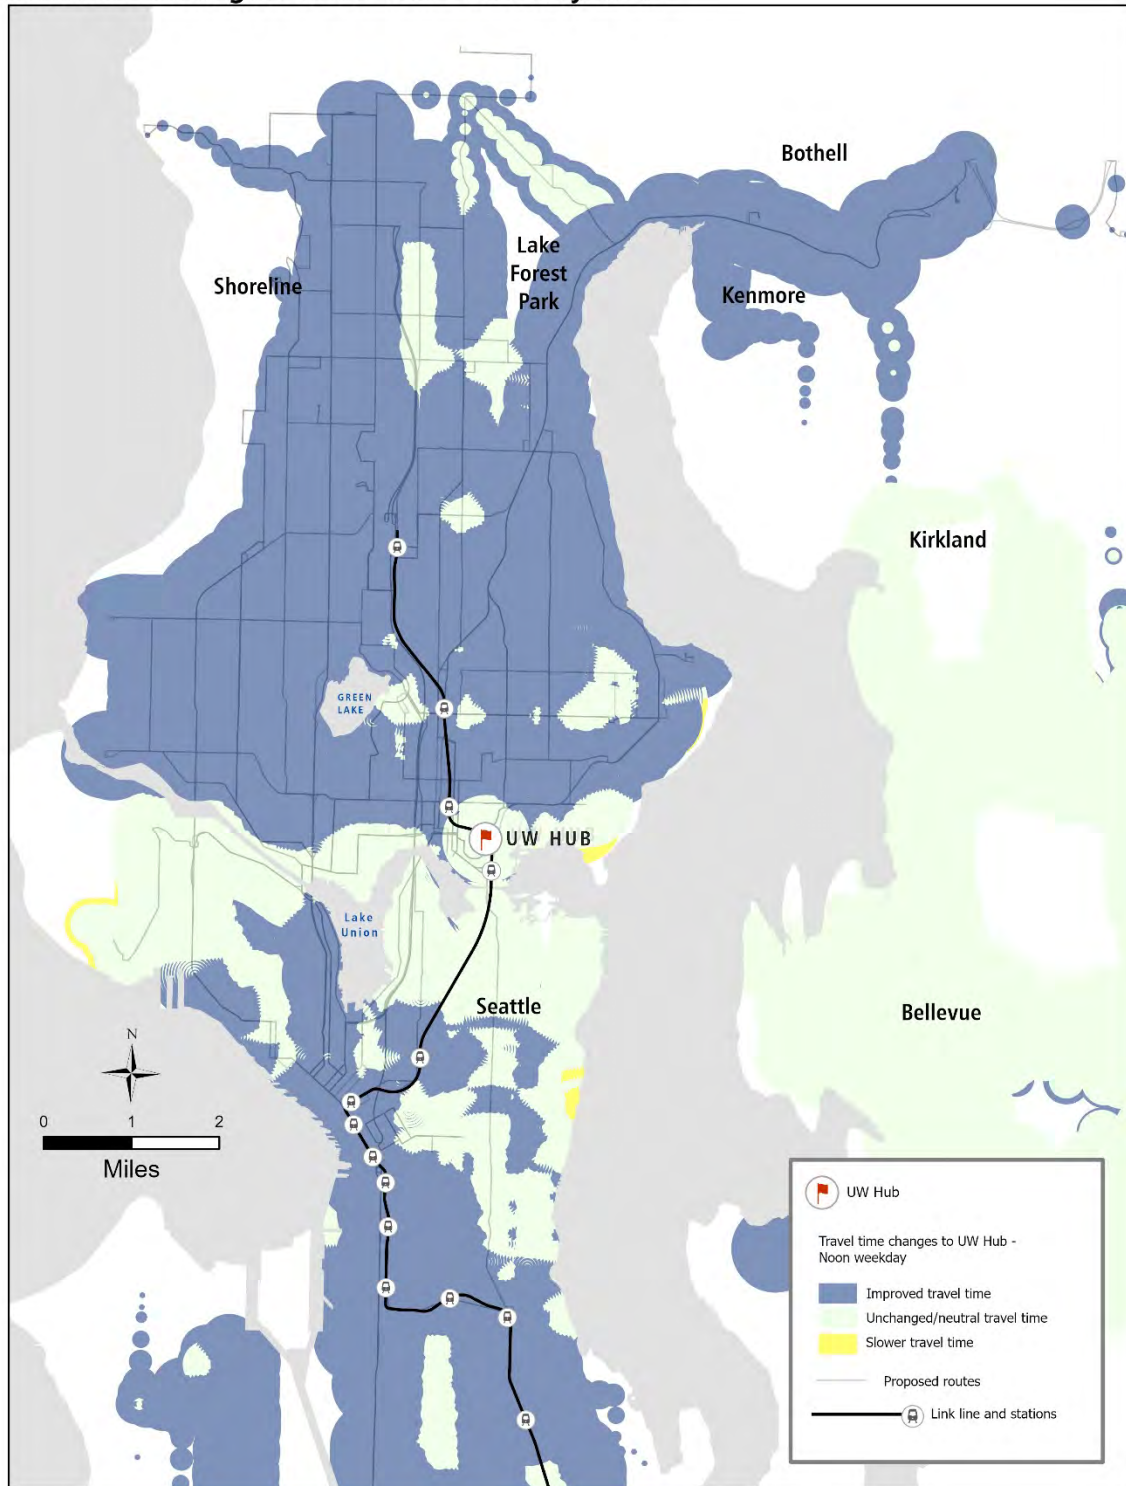 Bothell
Lake
Forest
Park
Shoreline
Kenmore
Kirkland
GREEN
LAKE
UW HUB
Lake
Union
Seattle
Bellevue
N
0 1 2
Miles
UW Hub
Travel time changes to UW Hub -
Noon weekday
Improved travel time
Unchanged/neutral travel time
Slower travel time
Proposed routes
Link line and stations